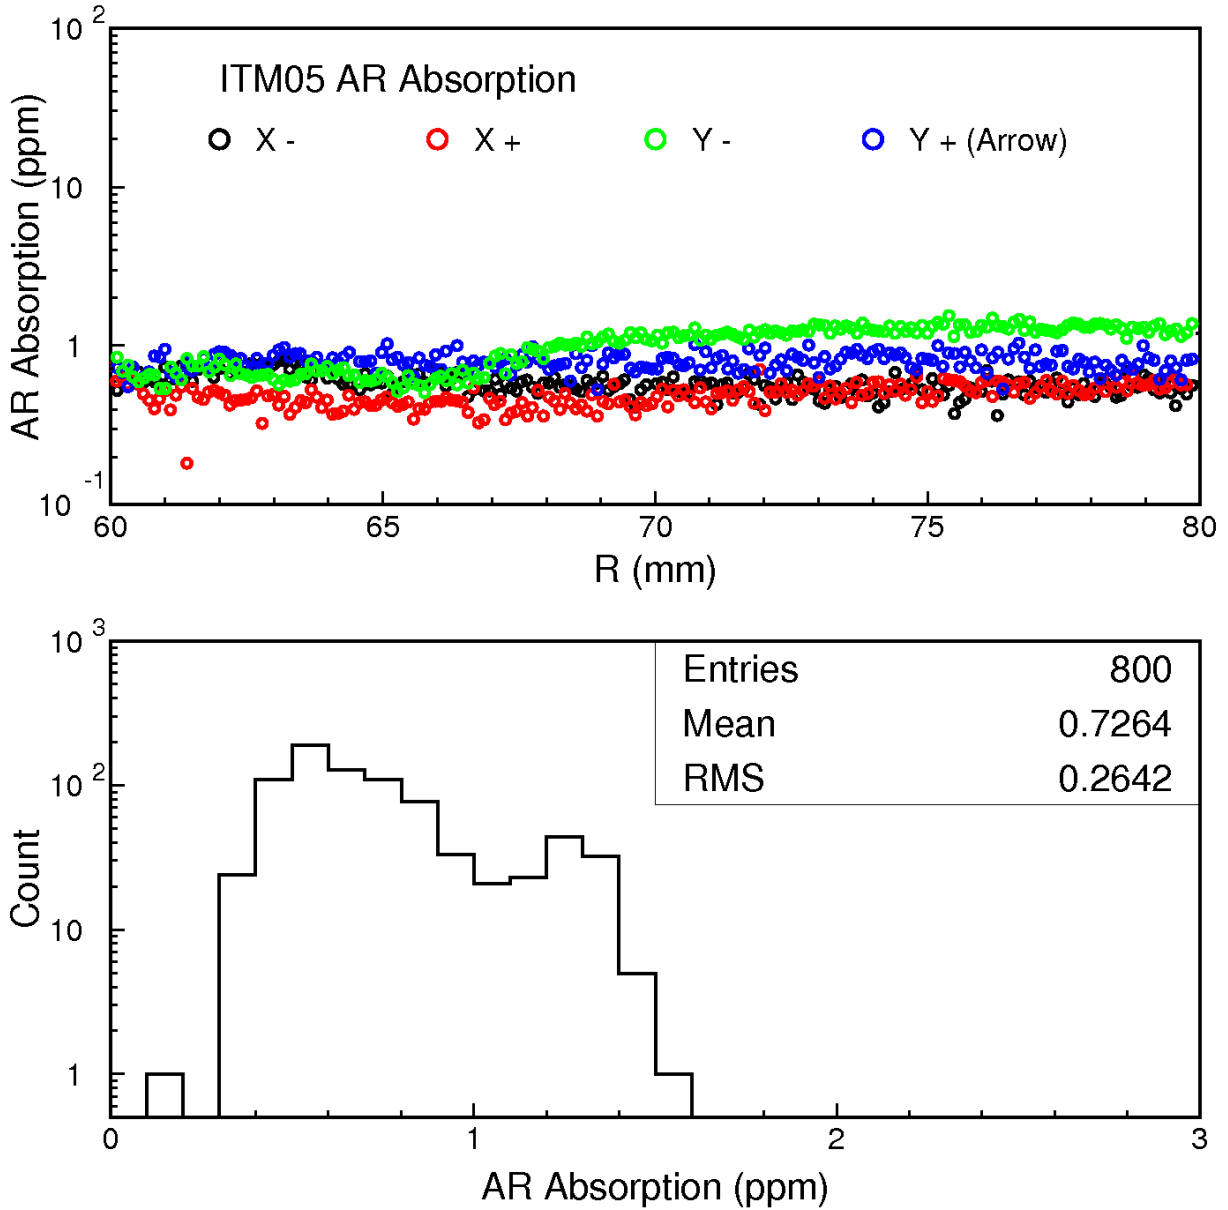 10 2
ITM05 AR Absorption
X - X + Y - Y + (Arrow)
10
1
10 -1
AR Absorption (ppm)
60 65 70 75 80
R (mm)
10 3
Entries 800
Mean 0.7264
RMS 0.2642
10 2
10
1
Count
0 1 2 3
AR Absorption (ppm)